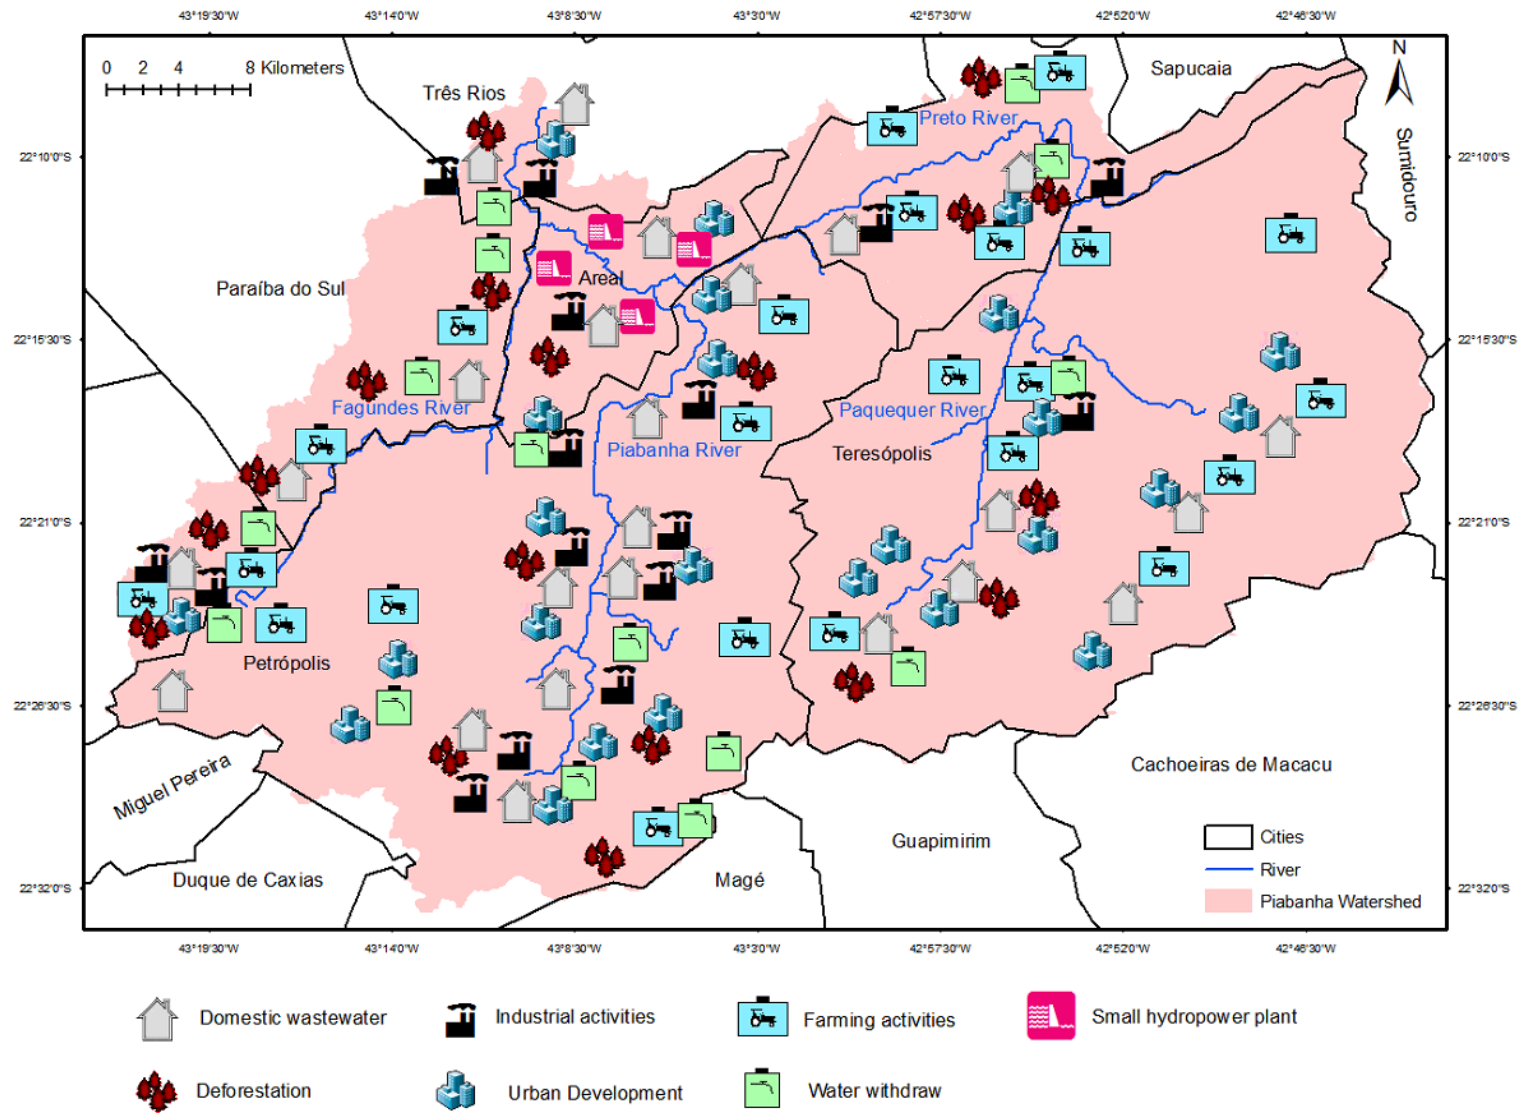 43°19'30"W 43°14'0"W 43°8'30"W 43°3'30"W 42°57'30"W 42°52'0"W 42°46'30"W
0 2 4 8 Kilometers
N
Três Rios
Sapucaia
Preto River
Sumidouro
22°10'0"S 22°10'0"S
Areal
Paraíba do Sul
22°15'30"S 22°15'30"S
Fagundes River
Paquequer River
Piabanha River
Teresópolis
22°21'0"S 22°21'0"S
Petrópolis
22°26'30"S 22°26'30"S
Miguel Pereira
Cachoeiras de Macacu
Guapimirim
Cities
River
Duque de Caxias
Magé
22°32'0"S 22°32'0"S
Piabanha Watershed
43°19'30"W 43°14'0"W 43°8'30"W 43°3'30"W 42°57'30"W 42°52'0"W 42°46'30"W
Domestic wastewater Industrial activities Farming activities Small hydropower plant
Deforestation Urban Development Water withdraw